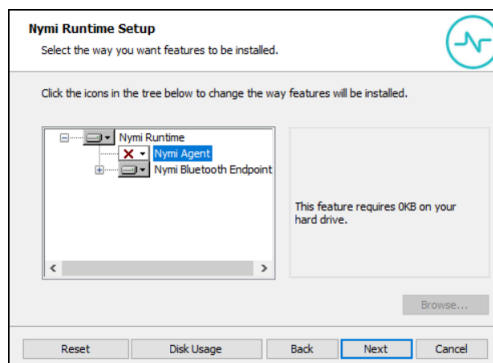 Nymi Runtime Setup
Select the way you want features to be installed.
Click the icons in the tree below to change the way features will be installed.
Nymi Runtime
Nymi Agent
Nymi Bluetooth Endpoint
This feature requires 0KB on your
hard drive.
Browse...
Reset Disk Usage Back Next Cancel